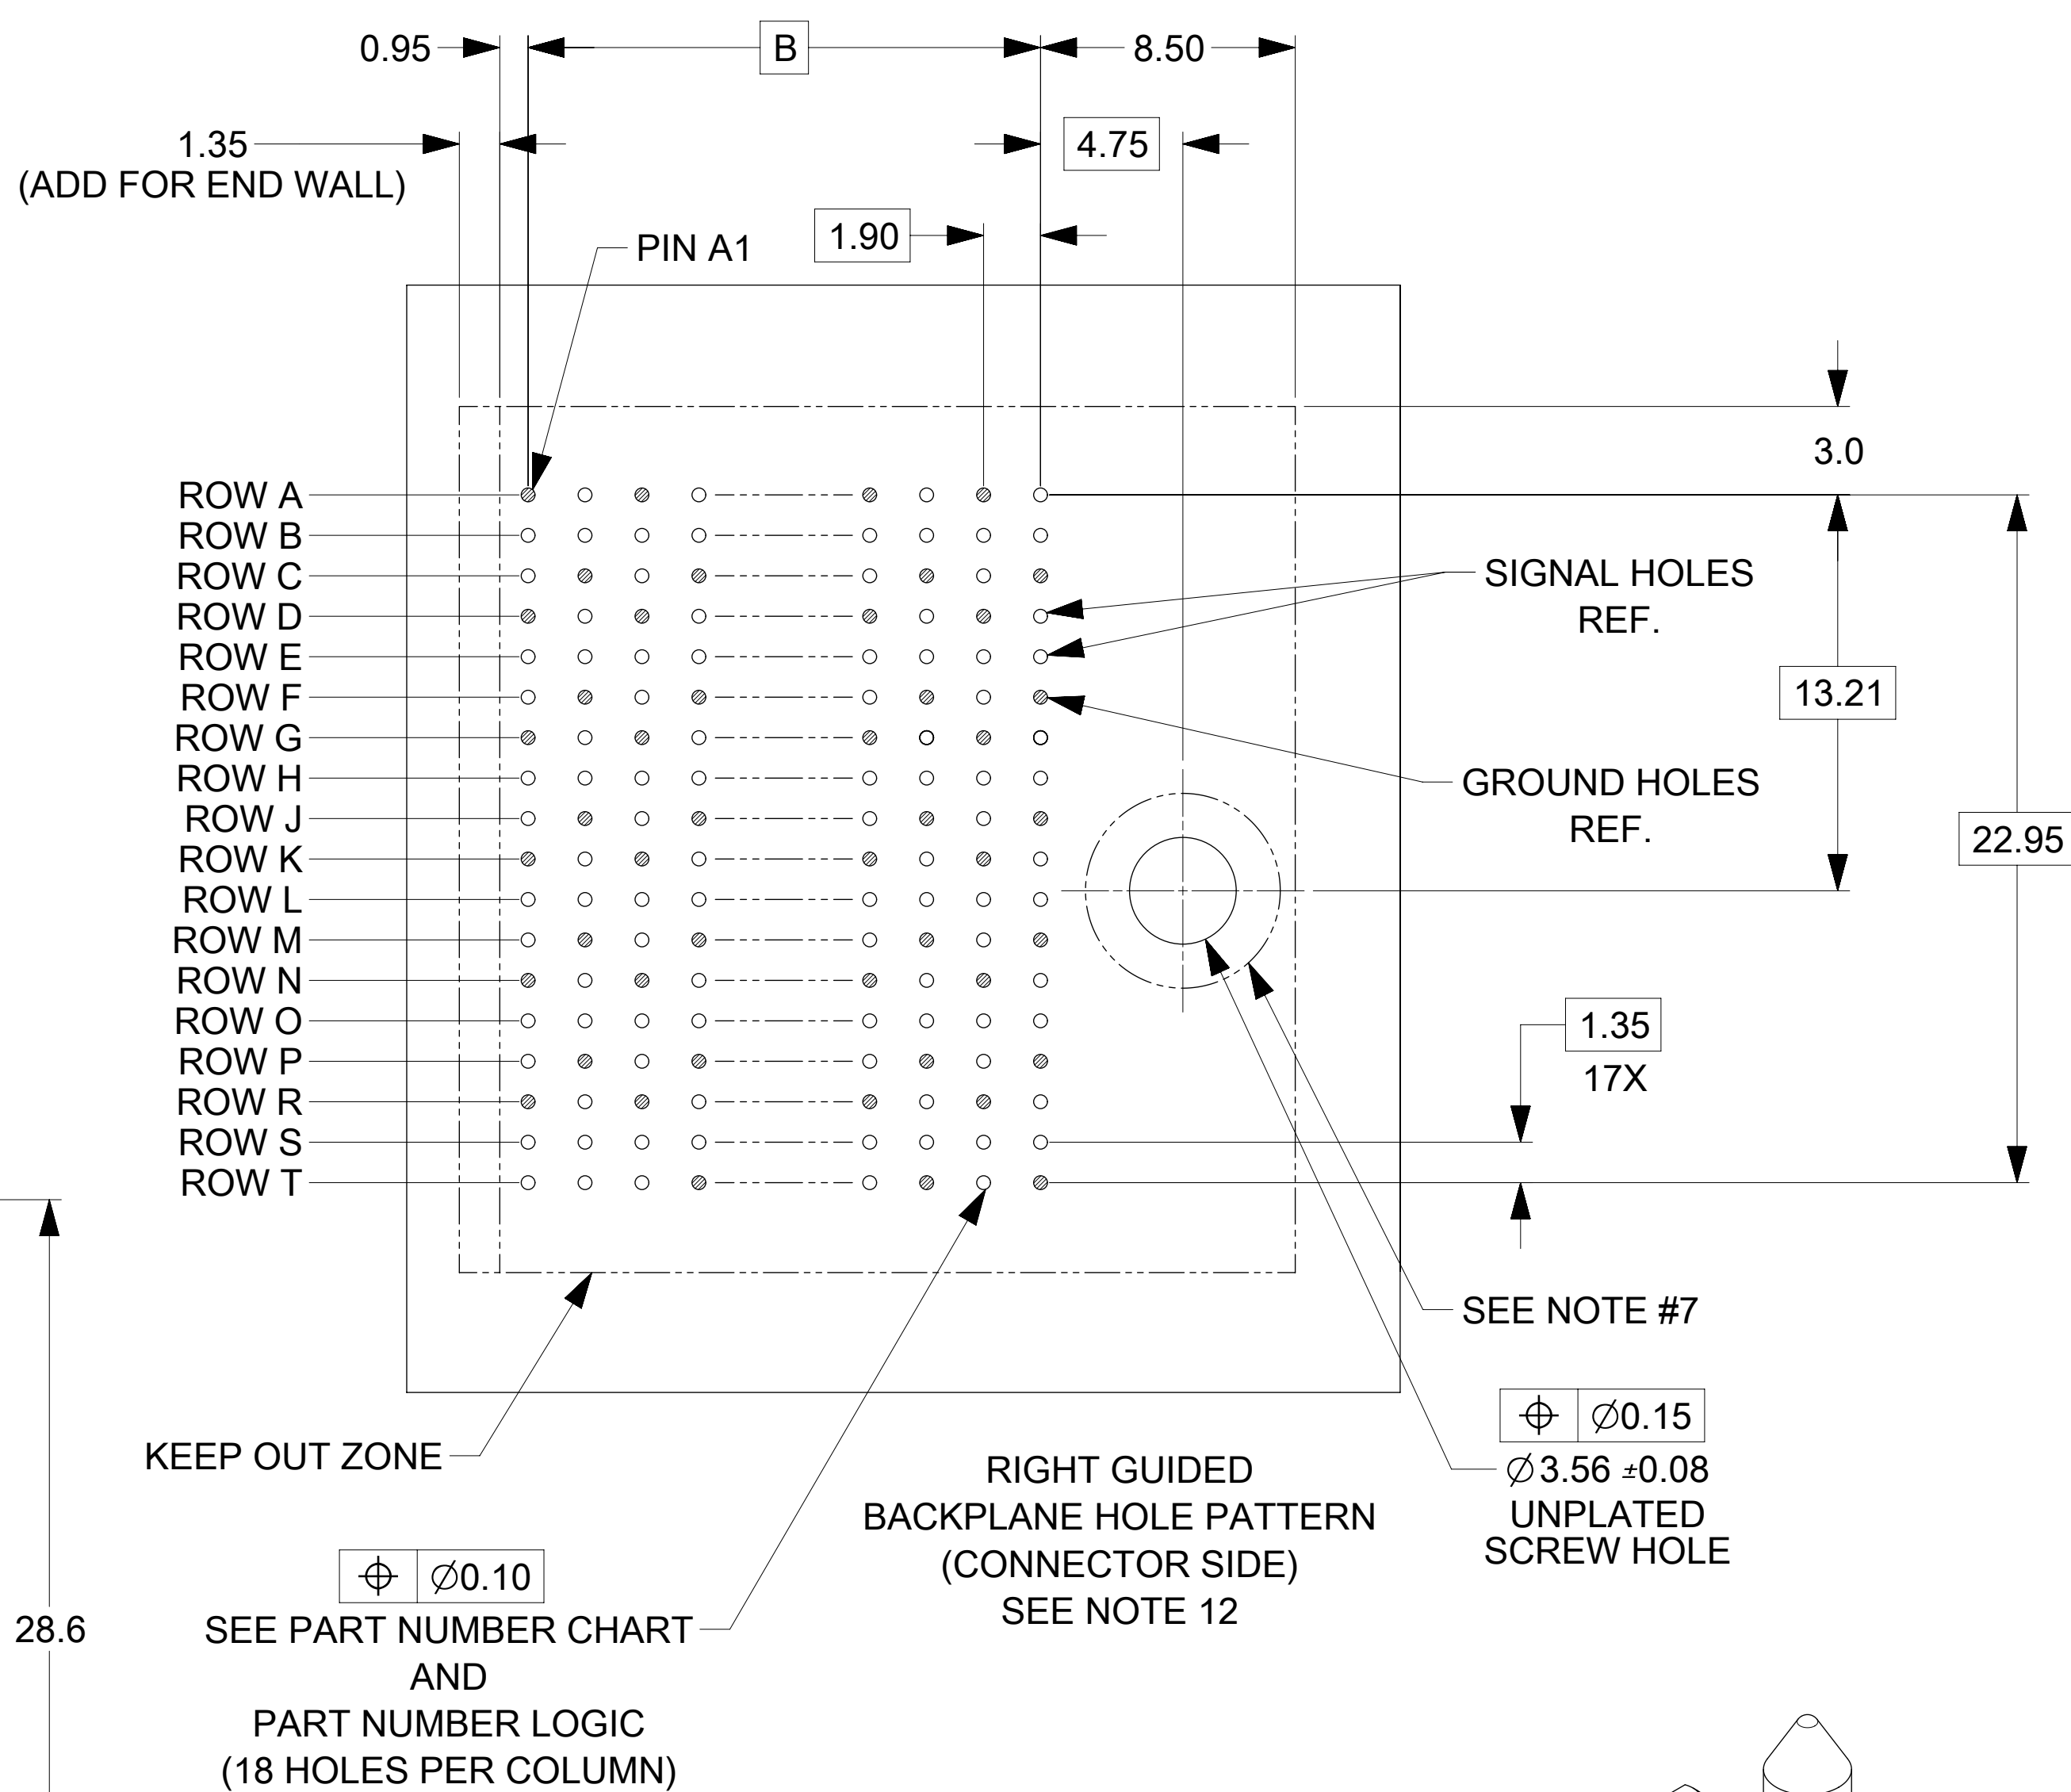 0.95
B
8.50
1.35
(ADD FOR END WALL)
4.75
1.90
PIN A1
3.0
ROW A
ROW B
ROW C
ROW D
ROW E
ROW F
ROW G
ROW H
ROW J
ROW K
ROW L
ROW M
ROW N
ROW O
ROW P
ROW R
ROW S
ROW T
SIGNAL HOLES
REF.
13.21
GROUND HOLES
REF.
22.95
1.35
17X
SEE NOTE #7
⌖ ∅0.15
∅3.56 ±0.08
UNPLATED
SCREW HOLE
KEEP OUT ZONE
RIGHT GUIDED
BACKPLANE HOLE PATTERN
(CONNECTOR SIDE)
SEE NOTE 12
⌖ ∅0.10
SEE PART NUMBER CHART
AND
PART NUMBER LOGIC
(18 HOLES PER COLUMN)
28.6